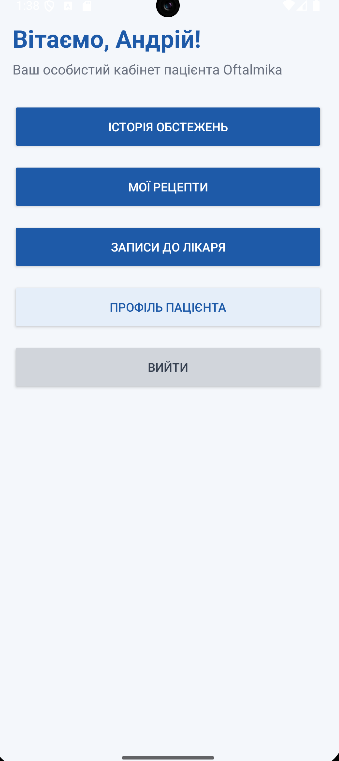 Вітаємо, Андрій!
Ваш особистий кабінет пацієнта Oftalmika
ІСТОРІЯ ОБСТЕЖЕНЬ
МОЇ РЕЦЕПТИ
ЗАПИСИ ДО ЛІКАРЯ
ПРОФІЛЬ ПАЦІЄНТА
ВИЙТИ